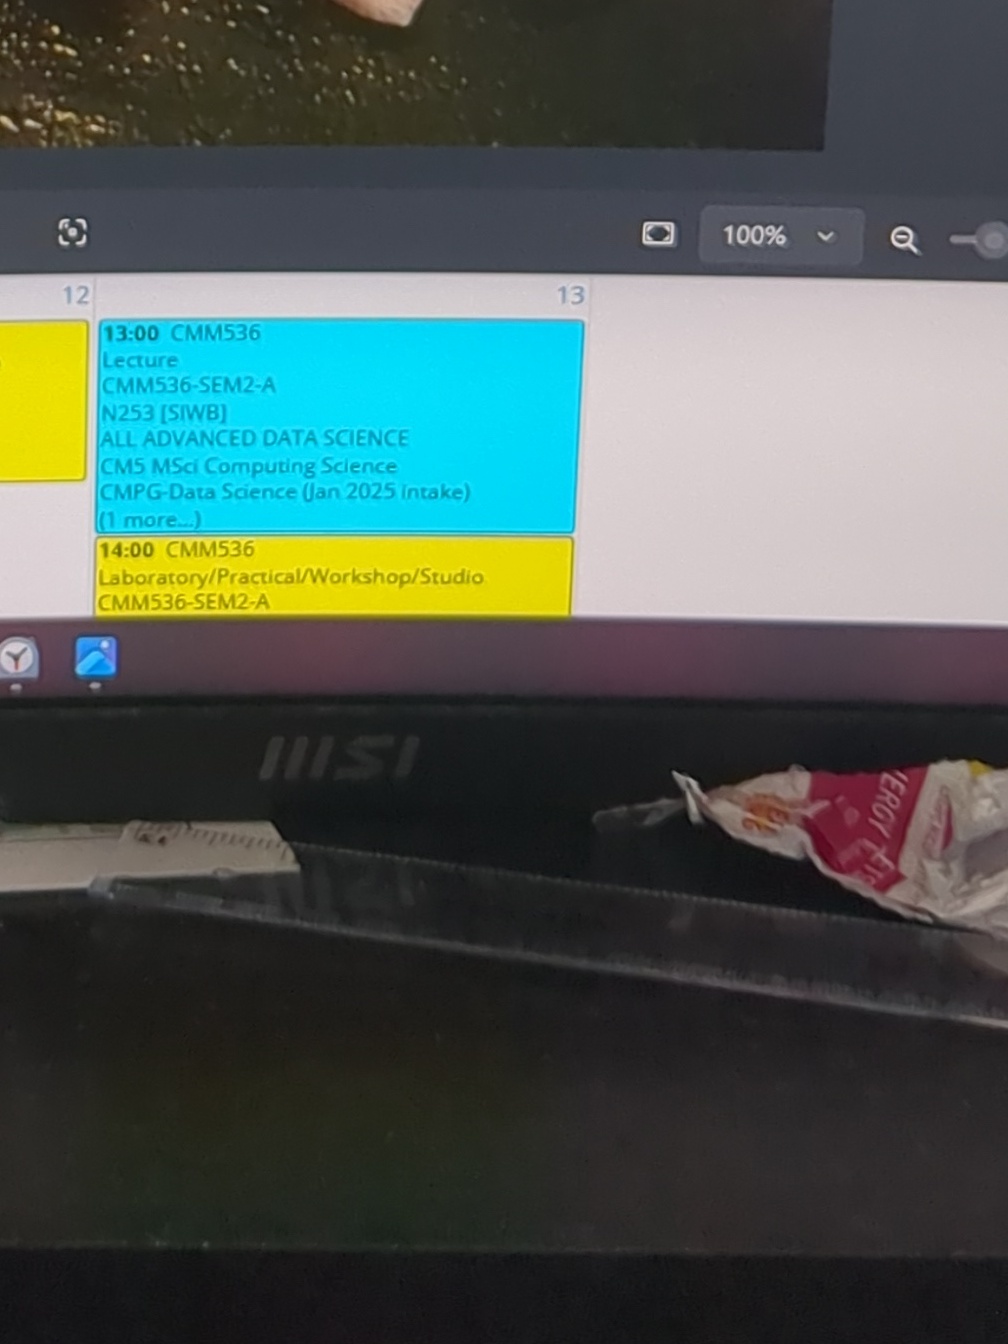 100%
12
13
13:00 CMM536
Lecture
CMM536-SEM2-A
N253 [SIWB]
ALL ADVANCED DATA SCIENCE
CM5 MSci Computing Science
CMPG-Data Science (Jan 2025 Intake)
(1 more...)
14:00 CMM536
Laboratory/Practical/Workshop/Studio
CMM536-SEM2-A
msi